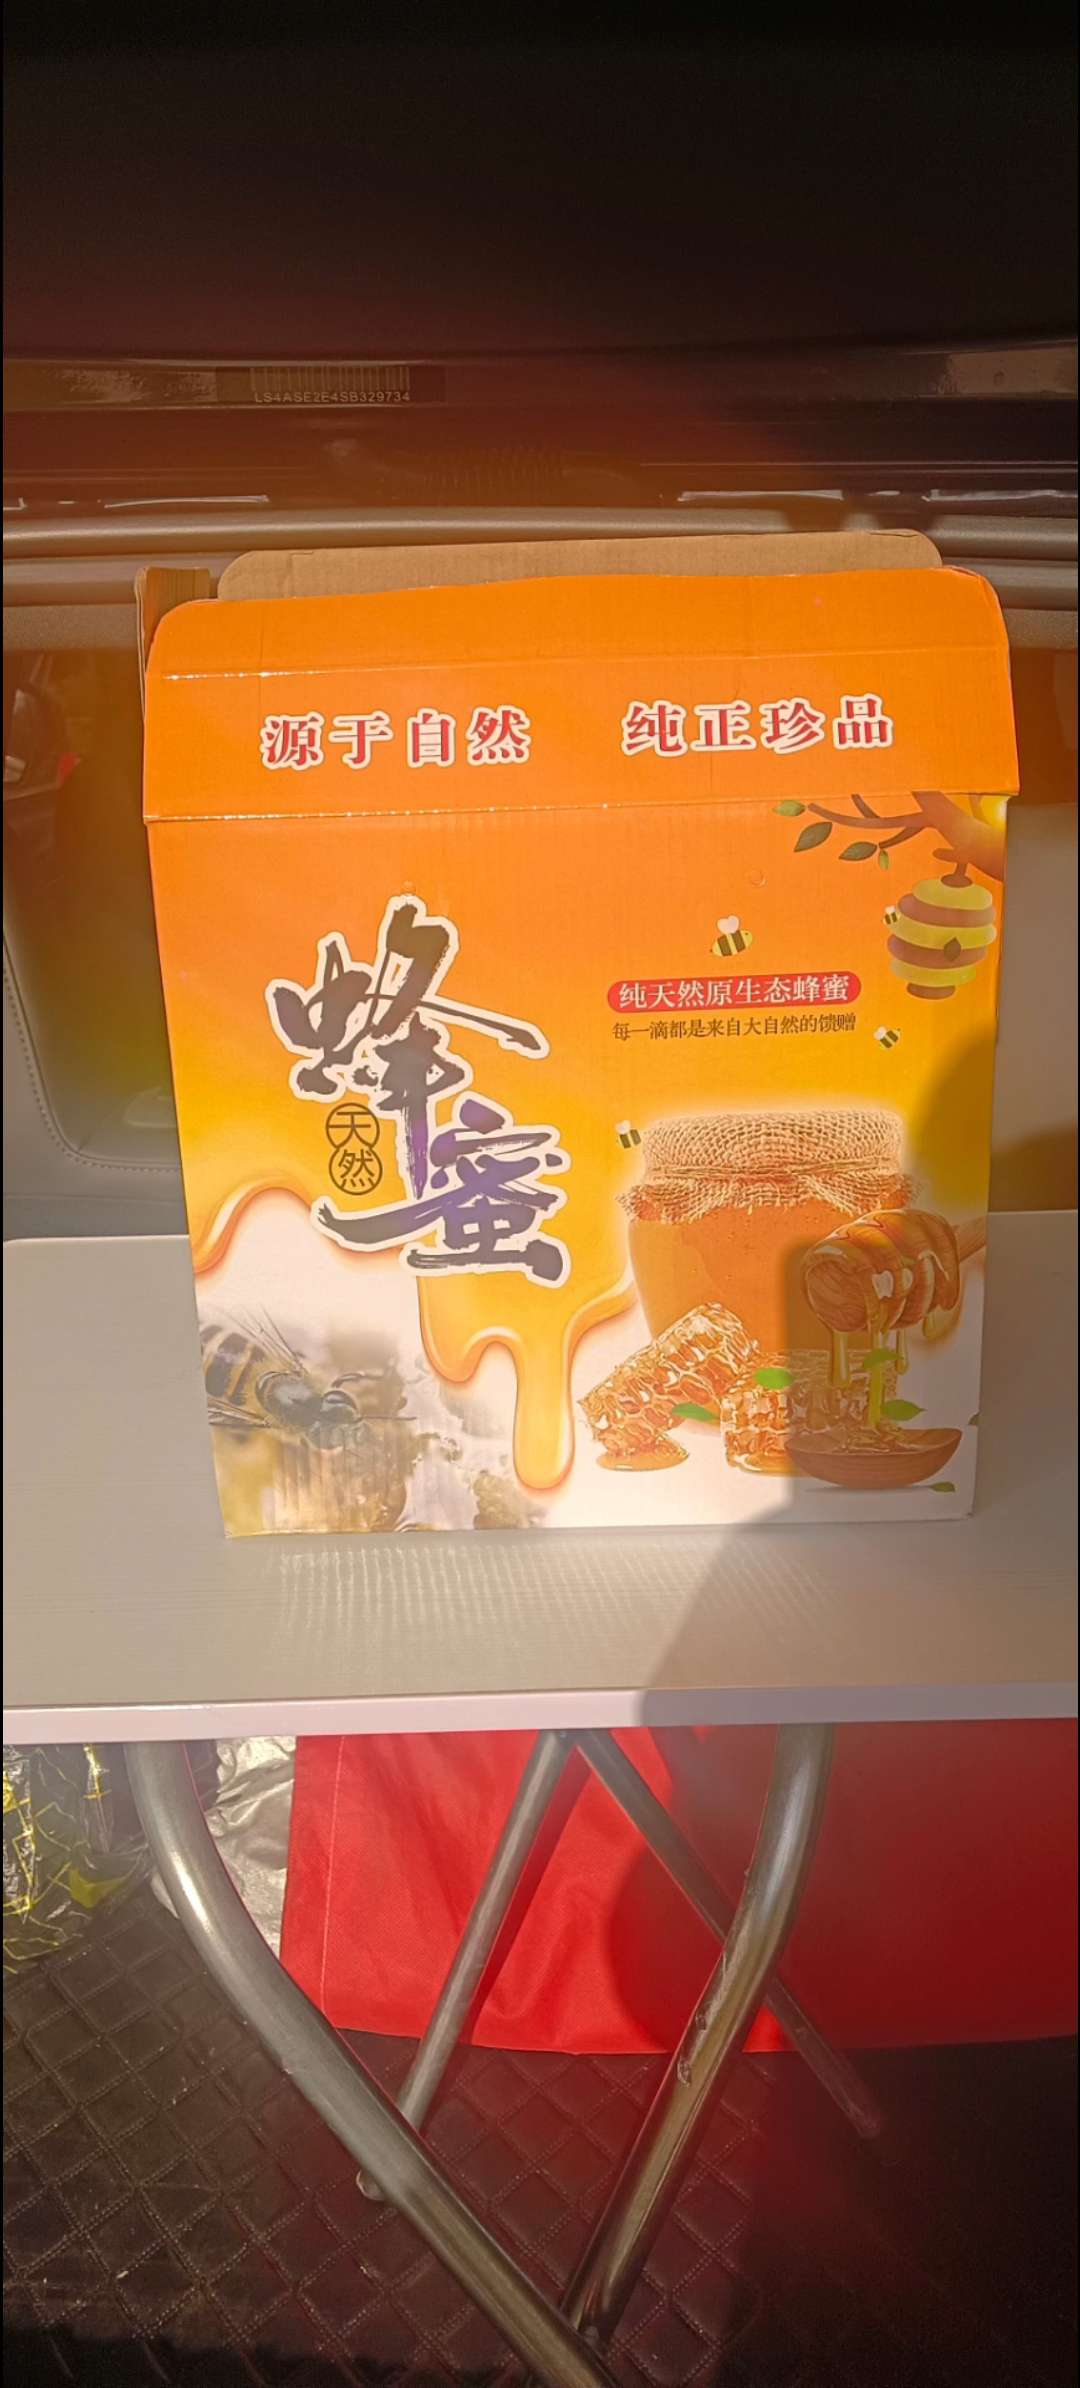 LS4ASE2E4SB329734
源于自然 纯正珍品
蜂蜜
天然
纯天然原生态蜂蜜
每一滴都是来自大自然的馈赠